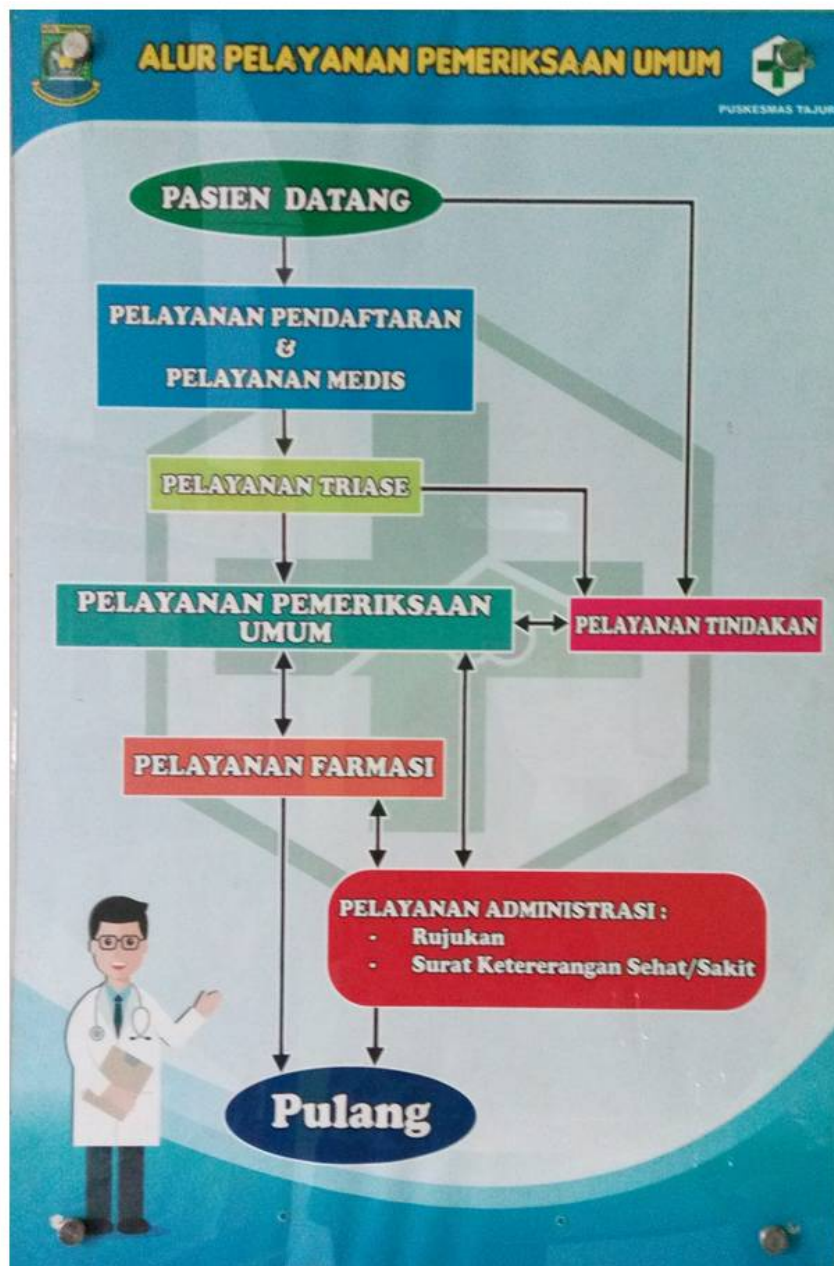 ALUR PELAYANAN PEMERIKSAAN UMUM
PUSKESMAS TAJUR
PASIEN DATANG
PELAYANAN PENDAFTARAN
&
PELAYANAN MEDIS
PELAYANAN TRIASE
PELAYANAN PEMERIKSAAN
UMUM
PELAYANAN TINDAKAN
PELAYANAN FARMASI
PELAYANAN ADMINISTRASI :
- Rujukan
- Surat Ketererangan Sehat/Sakit
Pulang